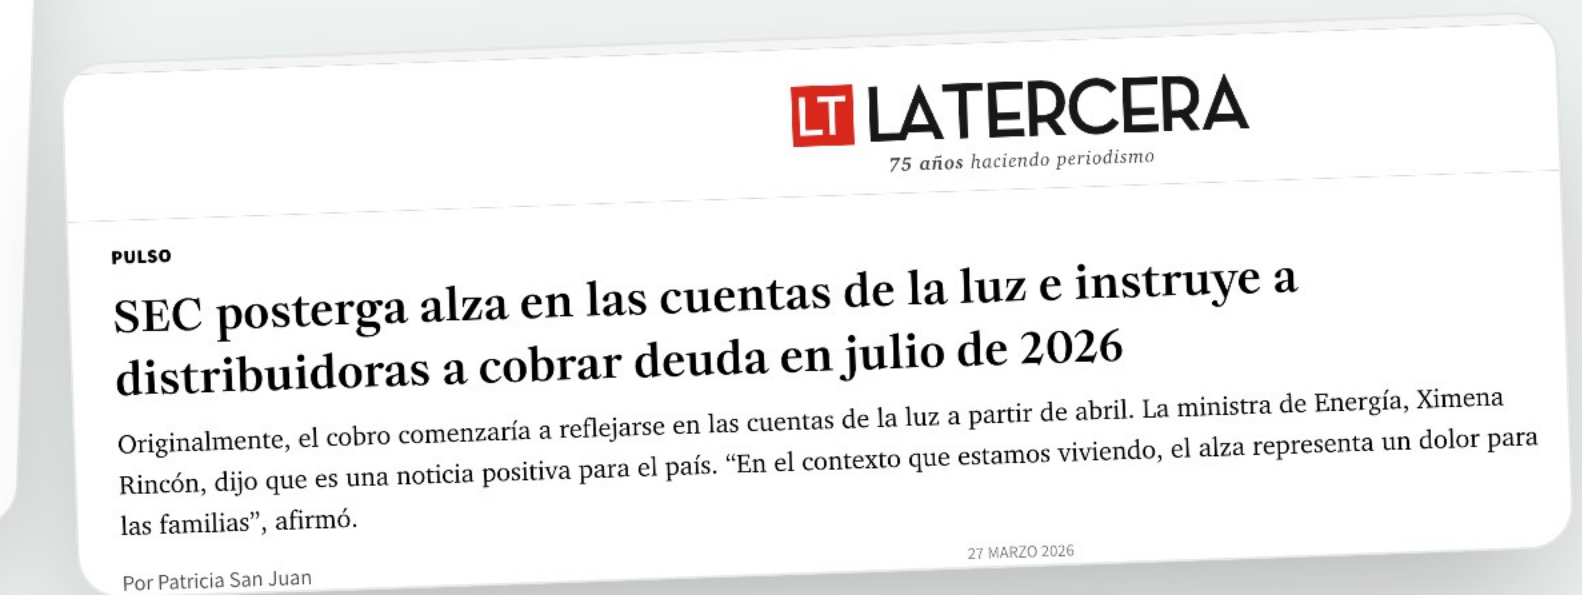 LT LATERCERA
75 años haciendo periodismo
PULSO
SEC posterga alza en las cuentas de la luz e instruye a
distribuidoras a cobrar deuda en julio de 2026
Originalmente, el cobro comenzaría a reflejarse en las cuentas de la luz a partir de abril. La ministra de Energía, Ximena
Rincón, dijo que es una noticia positiva para el país. “En el contexto que estamos viviendo, el alza representa un dolor para
las familias”, afirmó.
27 MARZO 2026
Por Patricia San Juan